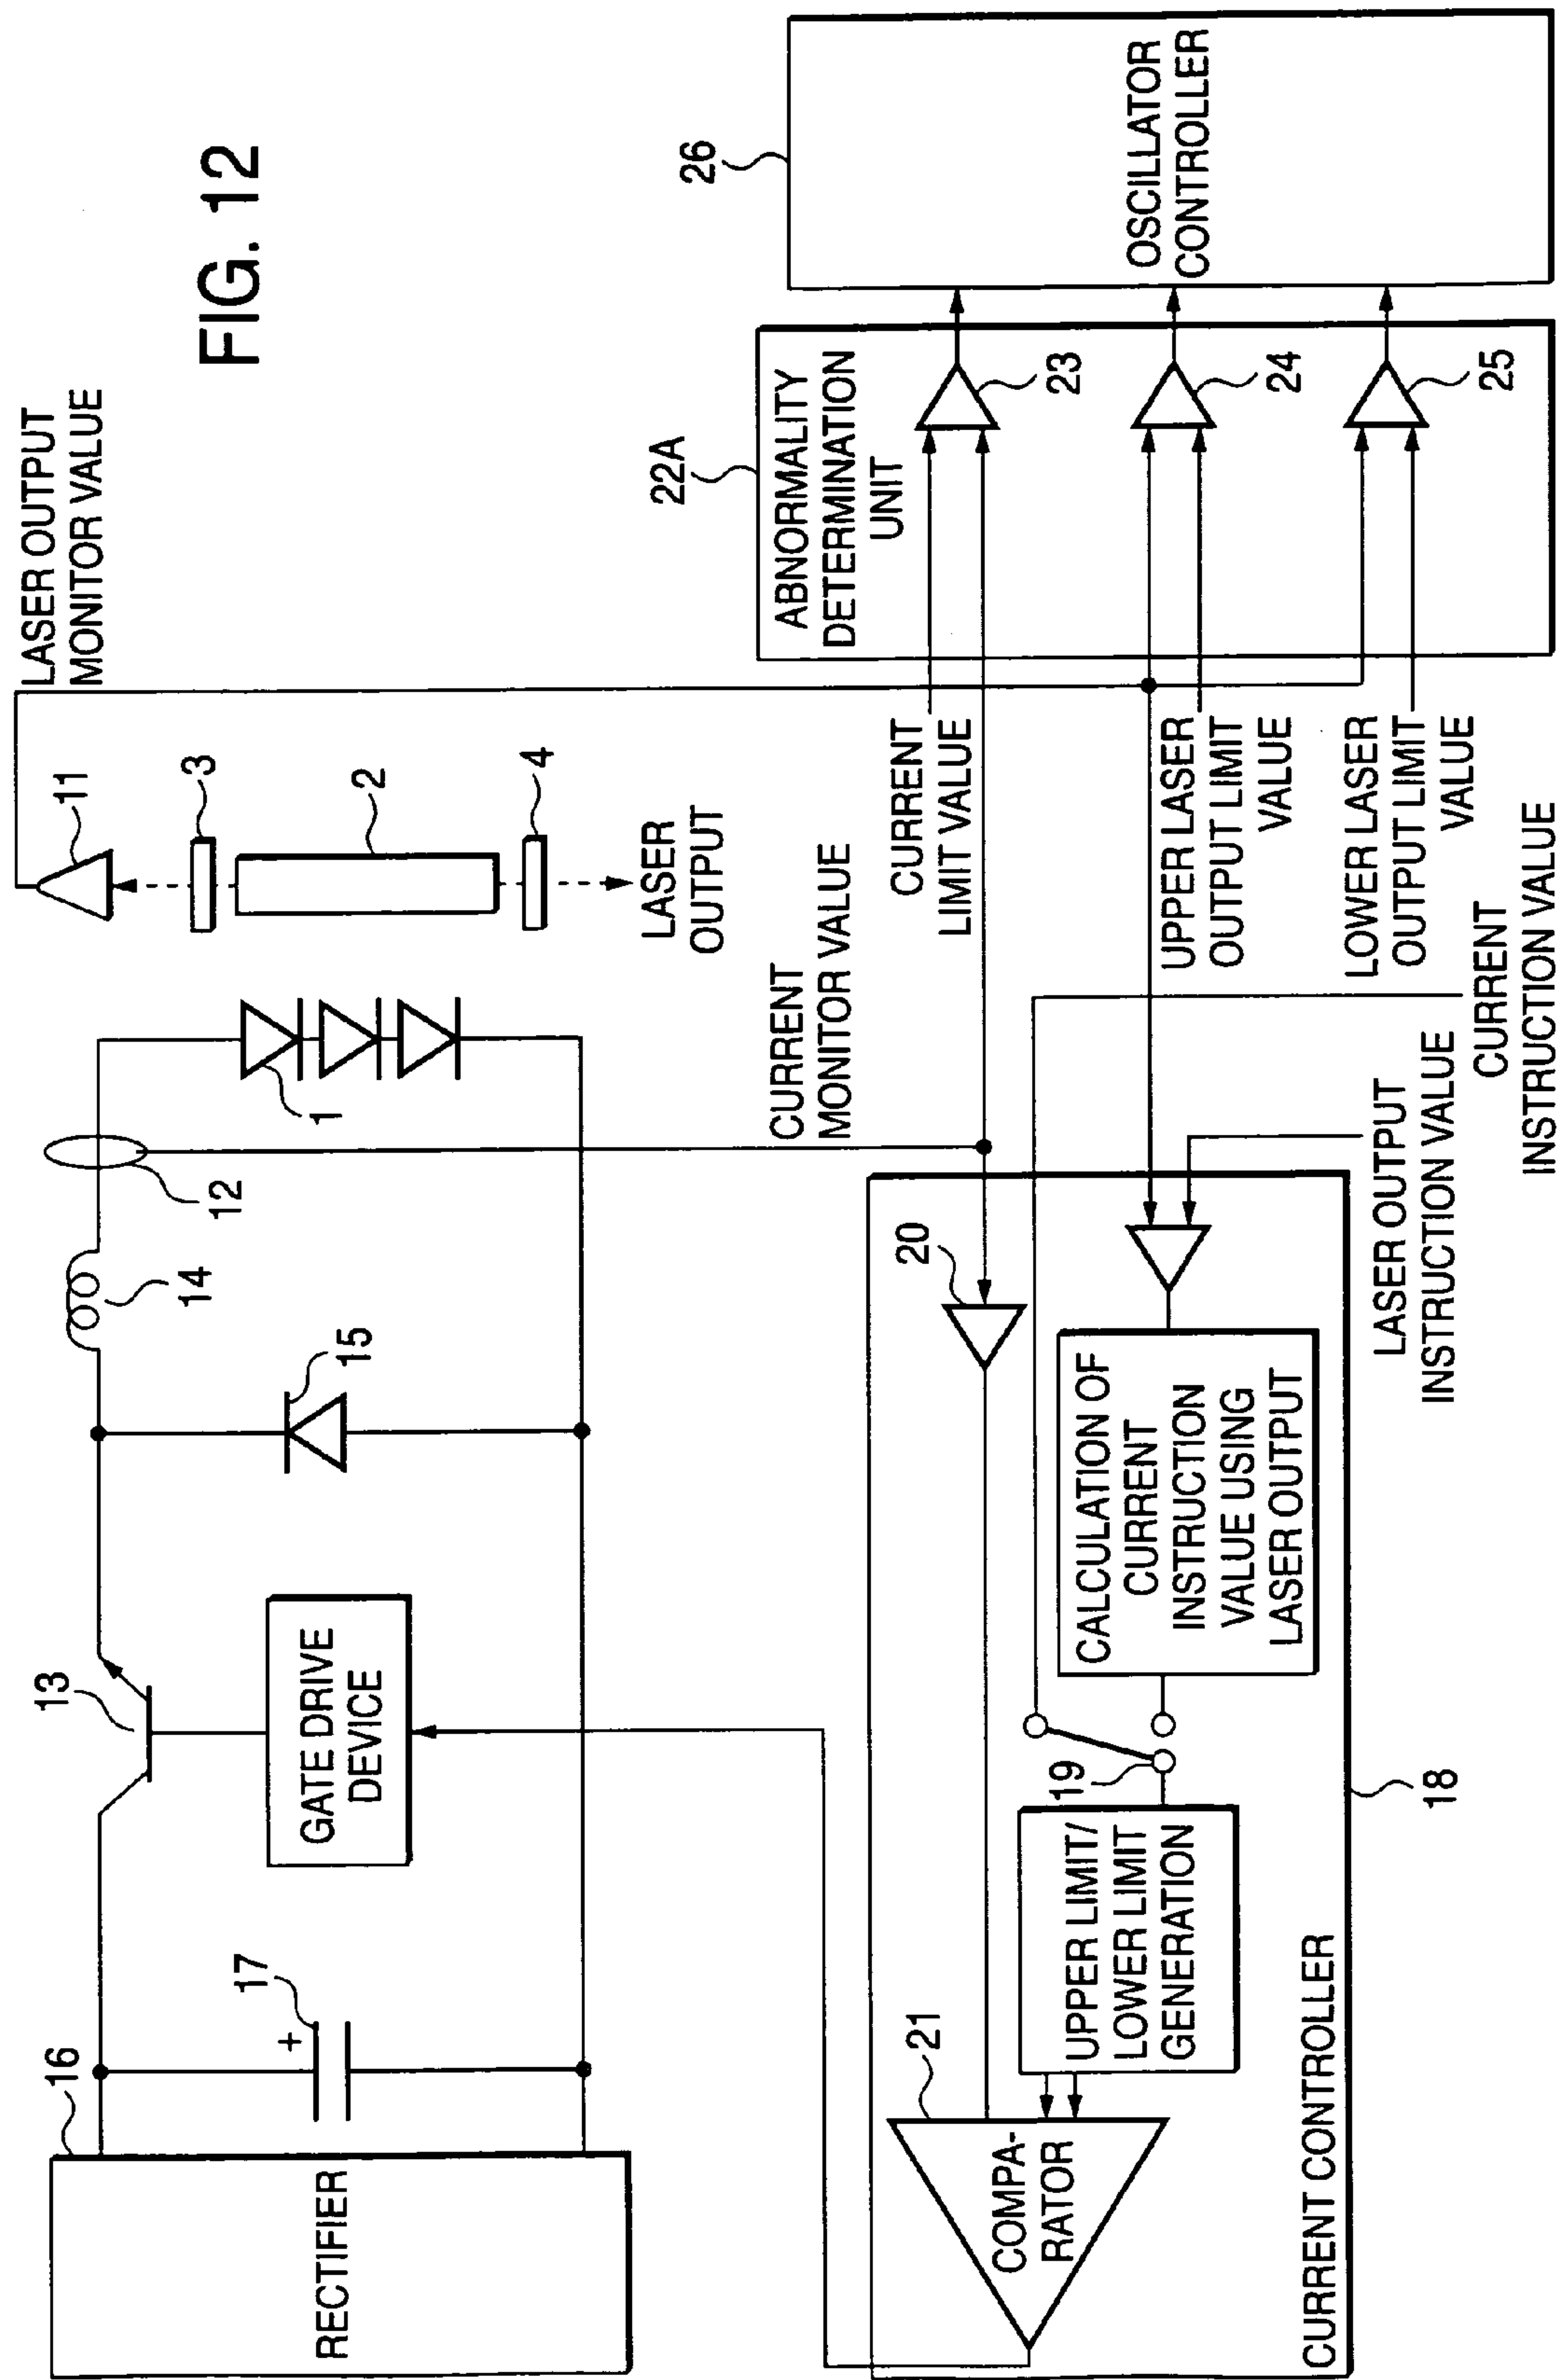 FIG. 12
16
RECTIFIER
17
+
13
GATE DRIVE
DEVICE
15
14
12
1
11
3
2
4
LASER
OUTPUT
LASER OUTPUT
MONITOR VALUE
CURRENT
MONITOR VALUE
21
COMPA-
RATOR
UPPER LIMIT/
LOWER LIMIT
GENERATION
19
20
CALCULATION OF
CURRENT
INSTRUCTION
VALUE USING
LASER OUTPUT
CURRENT CONTROLLER
18
LASER OUTPUT
INSTRUCTION VALUE
CURRENT
INSTRUCTION VALUE
CURRENT
LIMIT VALUE
UPPER LASER
OUTPUT LIMIT
VALUE
LOWER LASER
OUTPUT LIMIT
VALUE
22A
ABNORMALITY
DETERMINATION
UNIT
23
24
25
26
OSCILLATOR
CONTROLLER